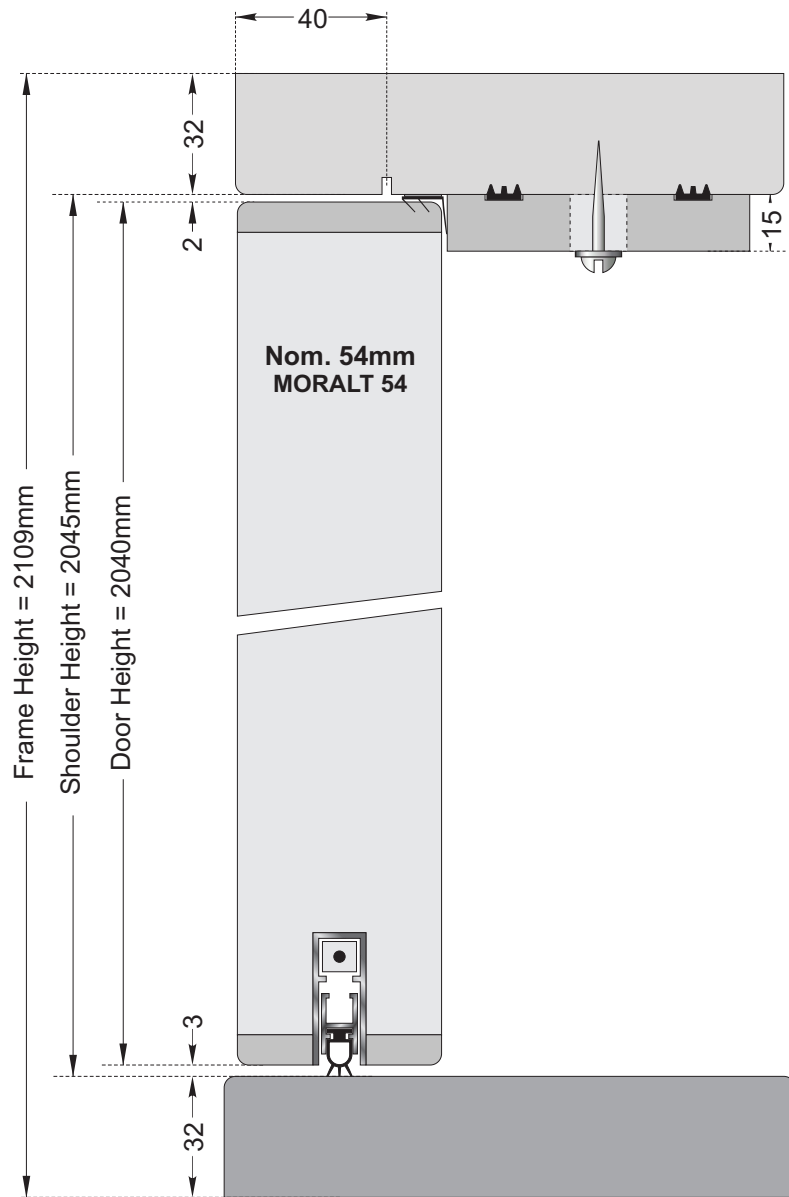 40
32
2
15
Nom. 54mm
MORALT 54
Frame Height = 2109mm
Shoulder Height = 2045mm
Door Height = 2040mm
3
32